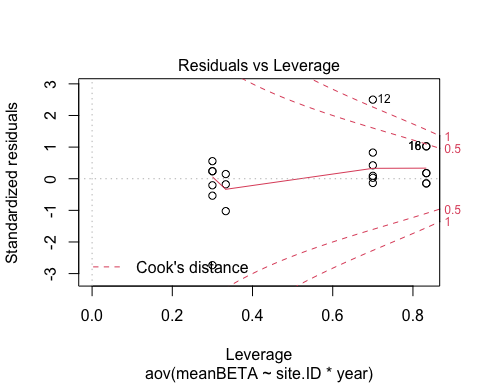 Residuals vs Leverage
Standardized residuals
3
2
1
0
-1
-2
-3
12
16
1
0.5
0.5
1
Cook's distance
0.0 0.2 0.4 0.6 0.8
Leverage
aov(meanBETA ~ site.ID * year)